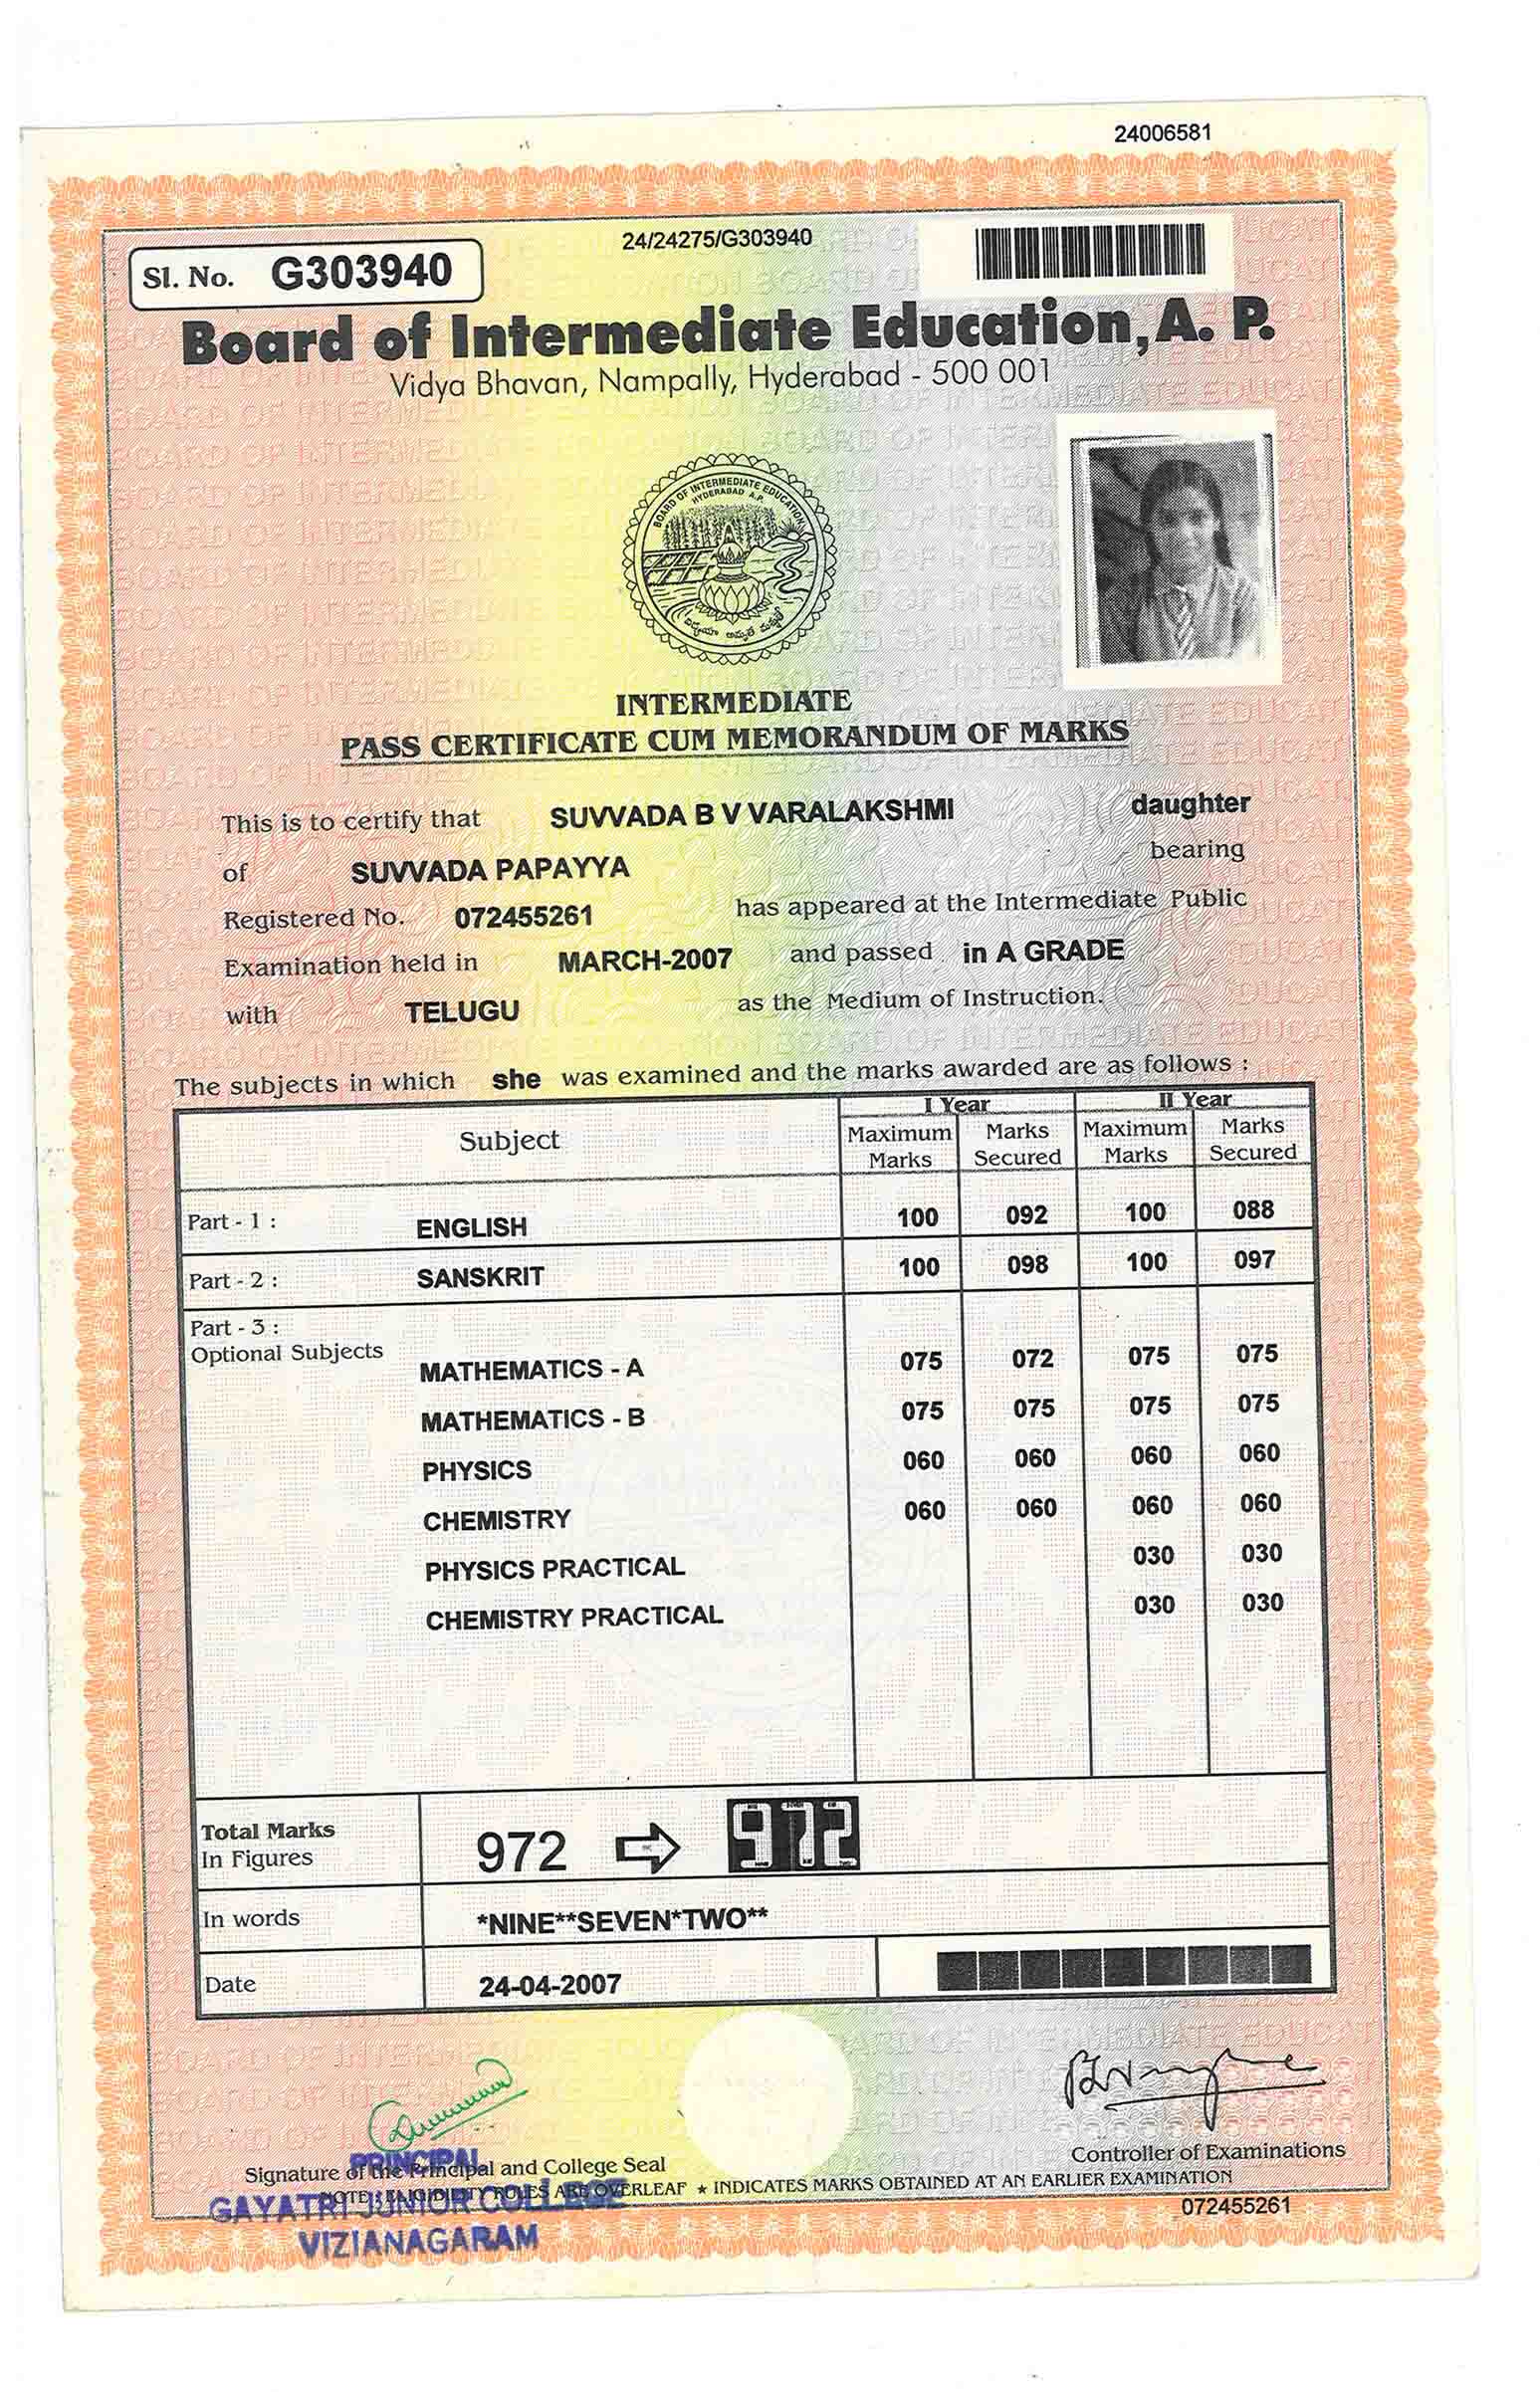 24006581
24/24275/G303940
Sl. No. G303940
Board of Intermediate Education, A. P.
Vidya Bhavan, Nampally, Hyderabad - 500 001
BOARD OF INTERMEDIATE EDUCATION
HYDERABAD A.P.
INTERMEDIATE
PASS CERTIFICATE CUM MEMORANDUM OF MARKS
This is to certify that SUVVADA B V VARALAKSHMI daughter
of SUVVADA PAPAYYA bearing
Registered No. 072455261 has appeared at the Intermediate Public
Examination held in MARCH-2007 and passed in A GRADE
with TELUGU as the Medium of Instruction.
The subjects in which she was examined and the marks awarded are as follows :
I Year II Year
Subject Maximum Marks Marks Secured Maximum Marks Marks Secured
Part - 1 : ENGLISH 100 092 100 088
Part - 2 : SANSKRIT 100 098 100 097
Part - 3 :
Optional Subjects
MATHEMATICS - A 075 072 075 075
MATHEMATICS - B 075 075 075 075
PHYSICS 060 060 060 060
CHEMISTRY 060 060 060 060
PHYSICS PRACTICAL 030 030
CHEMISTRY PRACTICAL 030 030
Total Marks
In Figures 972 972
In words *NINE**SEVEN*TWO**
Date 24-04-2007
Controller of Examinations
PRINCIPAL
Signature of the Principal and College Seal
NOTE : ELIGIBILITY RULES ARE OVERLEAF * INDICATES MARKS OBTAINED AT AN EARLIER EXAMINATION
GAYATRI JUNIOR COLLEGE
072455261
VIZIANAGARAM